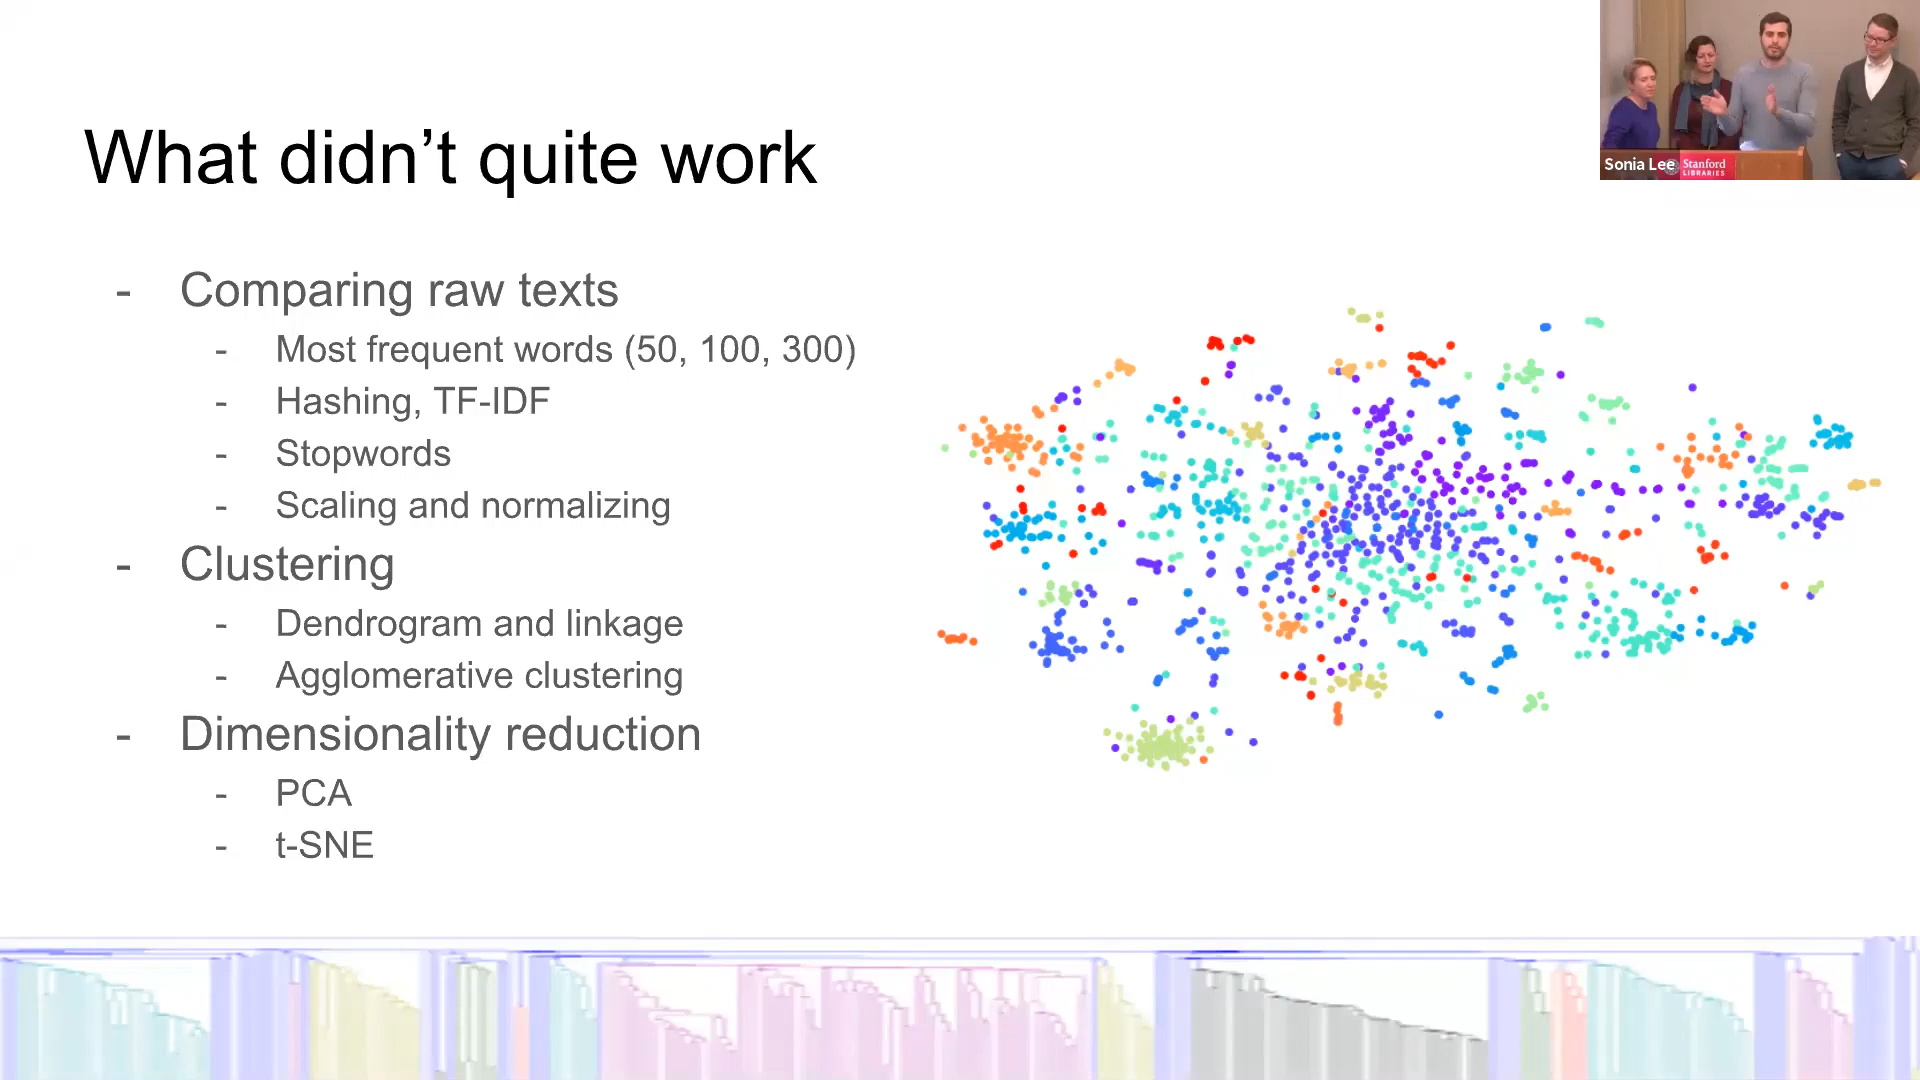 What didn’t quite work
- Comparing raw texts
- Most frequent words (50, 100, 300)
- Hashing, TF-IDF
- Stopwords
- Scaling and normalizing
- Clustering
- Dendrogram and linkage
- Agglomerative clustering
- Dimensionality reduction
- PCA
- t-SNE
Sonia Lee
Stanford
LIBRARIES